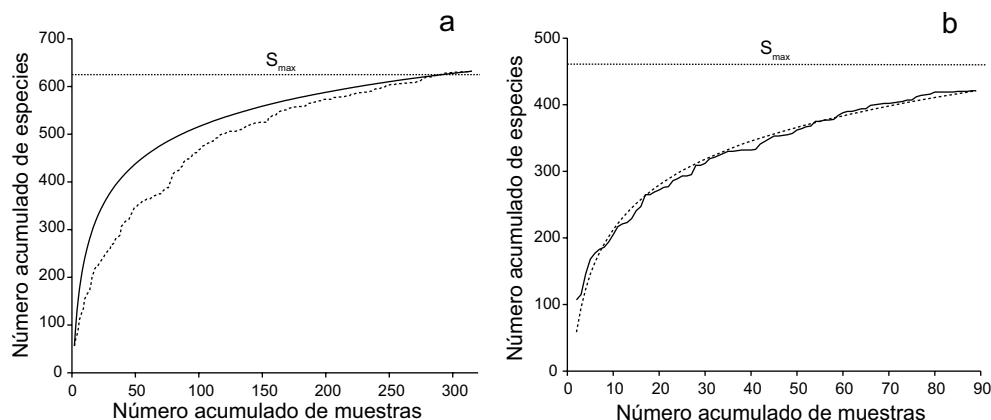 a
700
600
500
400
300
200
100
0
Smax
Número acumulado de especies
0 50 100 150 200 250 300
Número acumulado de muestras
b
500
400
300
200
100
0
Smax
Número acumulado de especies
0 10 20 30 40 50 60 70 80 90
Número acumulado de muestras